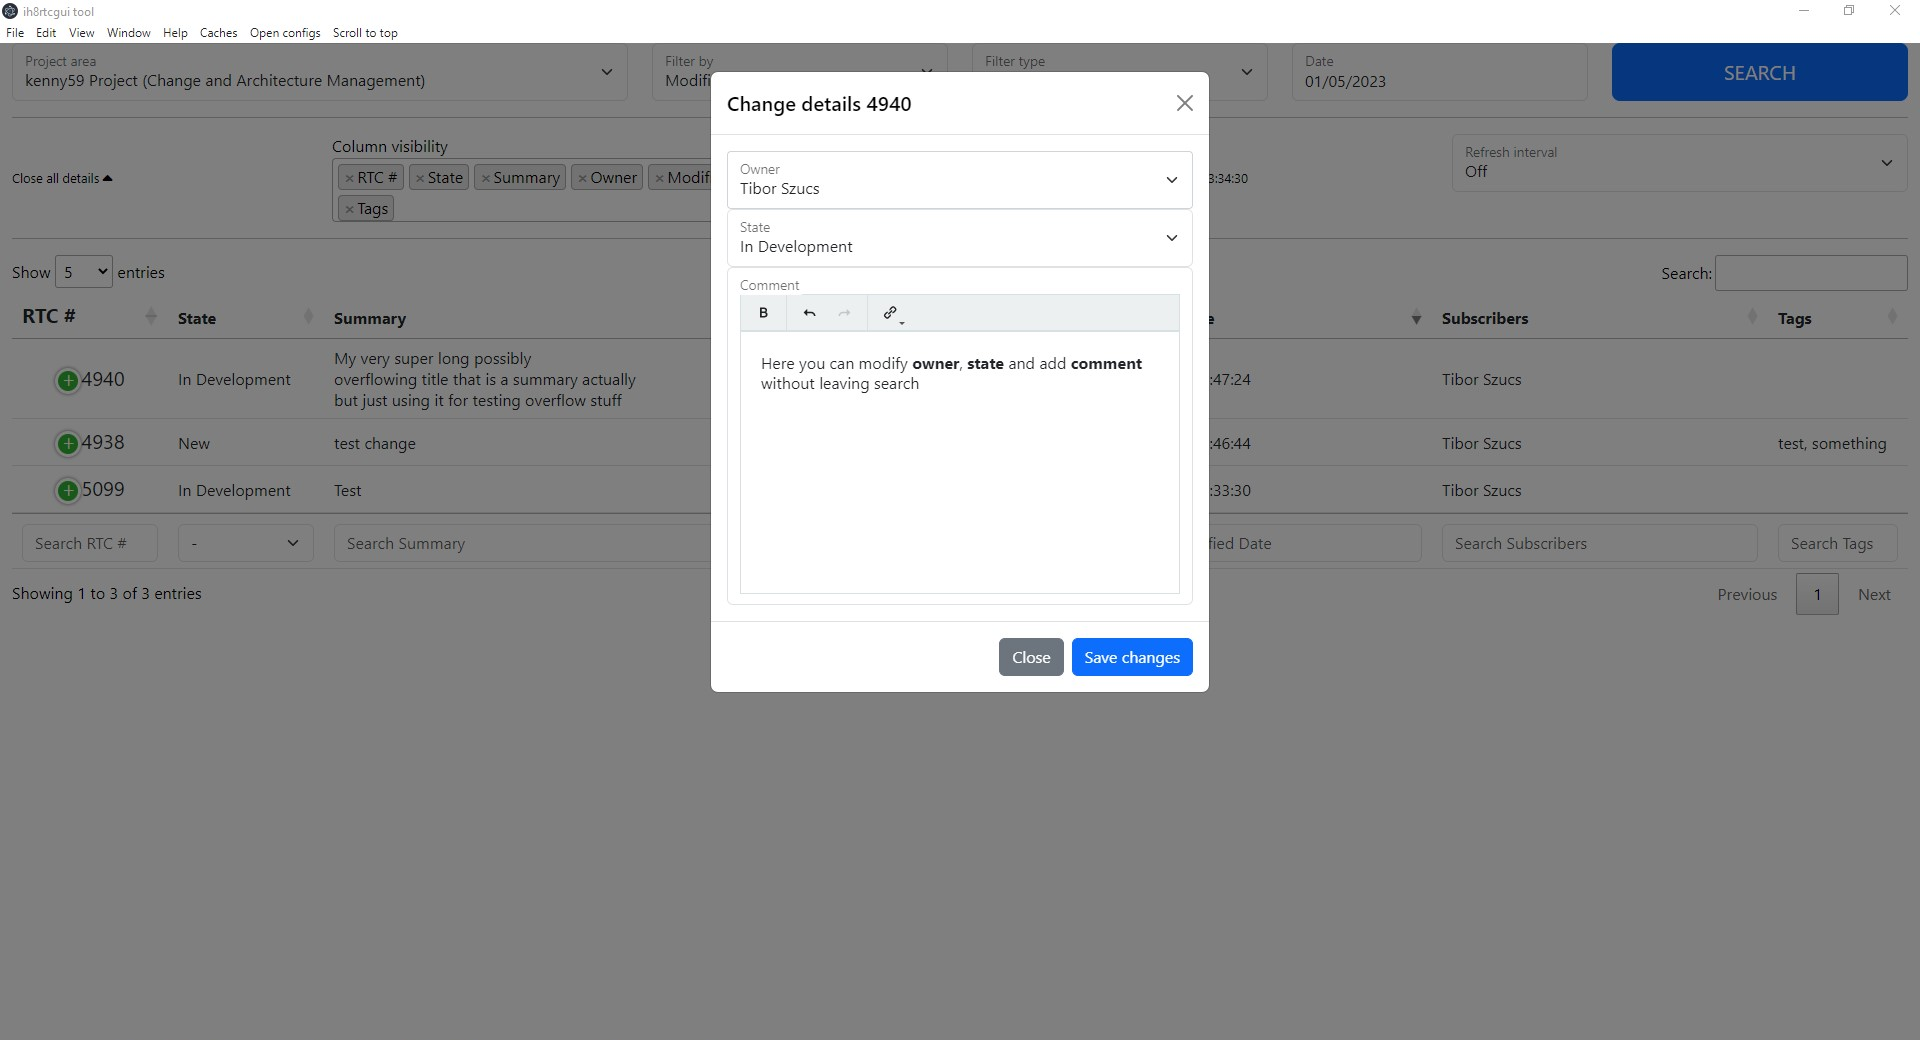 ih8rtcgui tool
File Edit View Window Help Caches Open configs Scroll to top
Project area
kenny59 Project (Change and Architecture Management)
Filter by
Filter type
Date
01/05/2023
SEARCH
Close all details
Column visibility
× RTC # × State × Summary × Owner ×
× Tags
3:34:30
Refresh interval
Off
Show 5 entries
Search:
RTC # State Summary Subscribers Tags
4940 In Development
My very super long possibly
overflowing title that is a summary actually
but just using it for testing overflow stuff
:47:24 Tibor Szucs
4938 New test change :46:44 Tibor Szucs test, something
5099 In Development Test :33:30 Tibor Szucs
Search RTC # - Search Summary Date Search Subscribers Search Tags
Showing 1 to 3 of 3 entries
Previous 1 Next
Change details 4940
Owner
Tibor Szucs
State
In Development
Comment
B
Here you can modify owner, state and add comment
without leaving search
Close Save changes